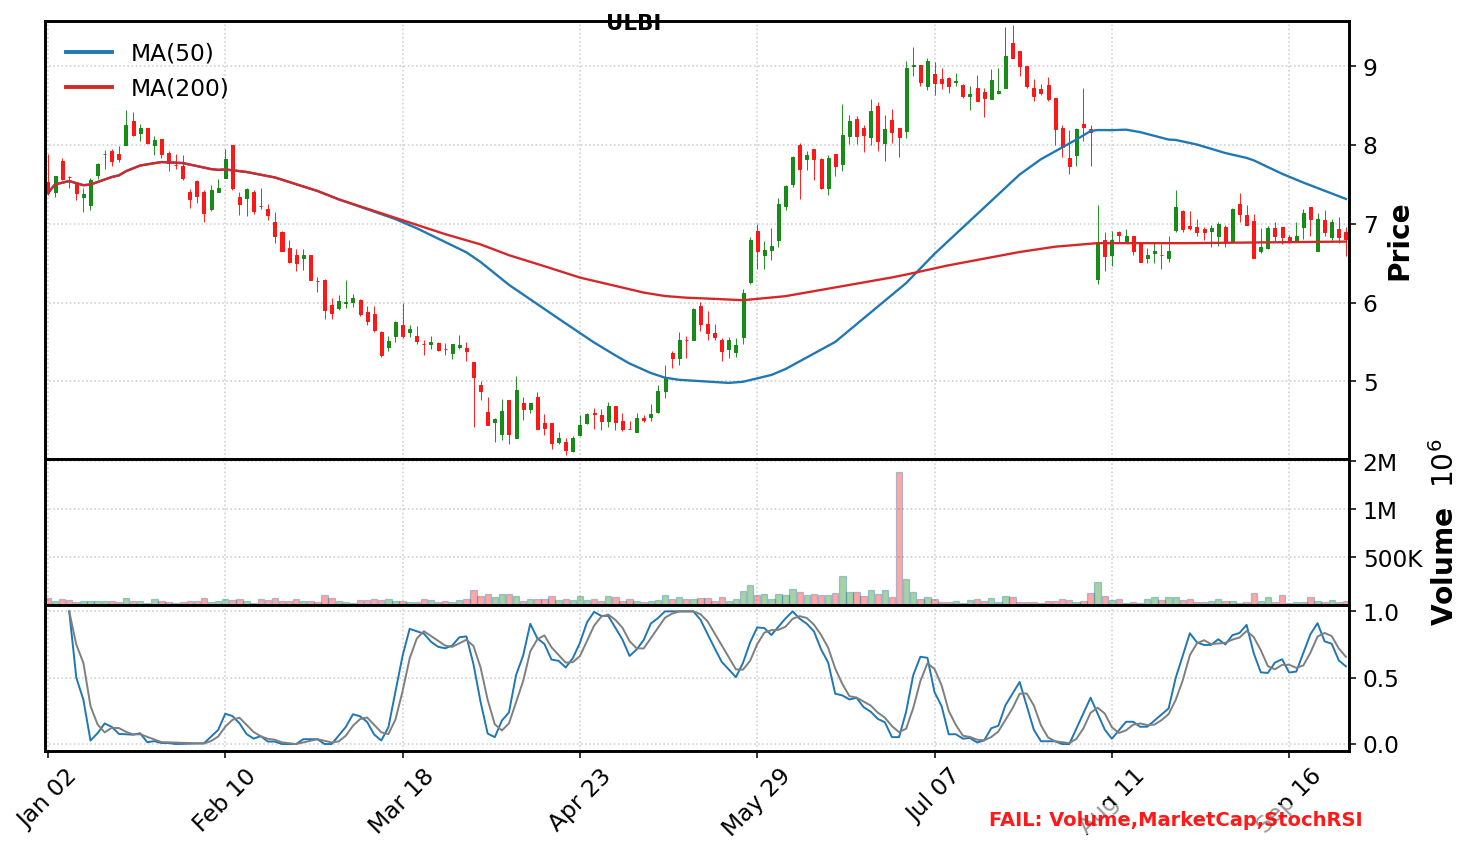 ULBI
MA(50)
MA(200)
9
8
7
6
5
Price
2M
1M
500K
Volume 10^6
1.0
0.5
0.0
Jan 02
Feb 10
Mar 18
Apr 23
May 29
Jul 07
Aug 11
Sep 16
FAIL: Volume,MarketCap,StochRSI